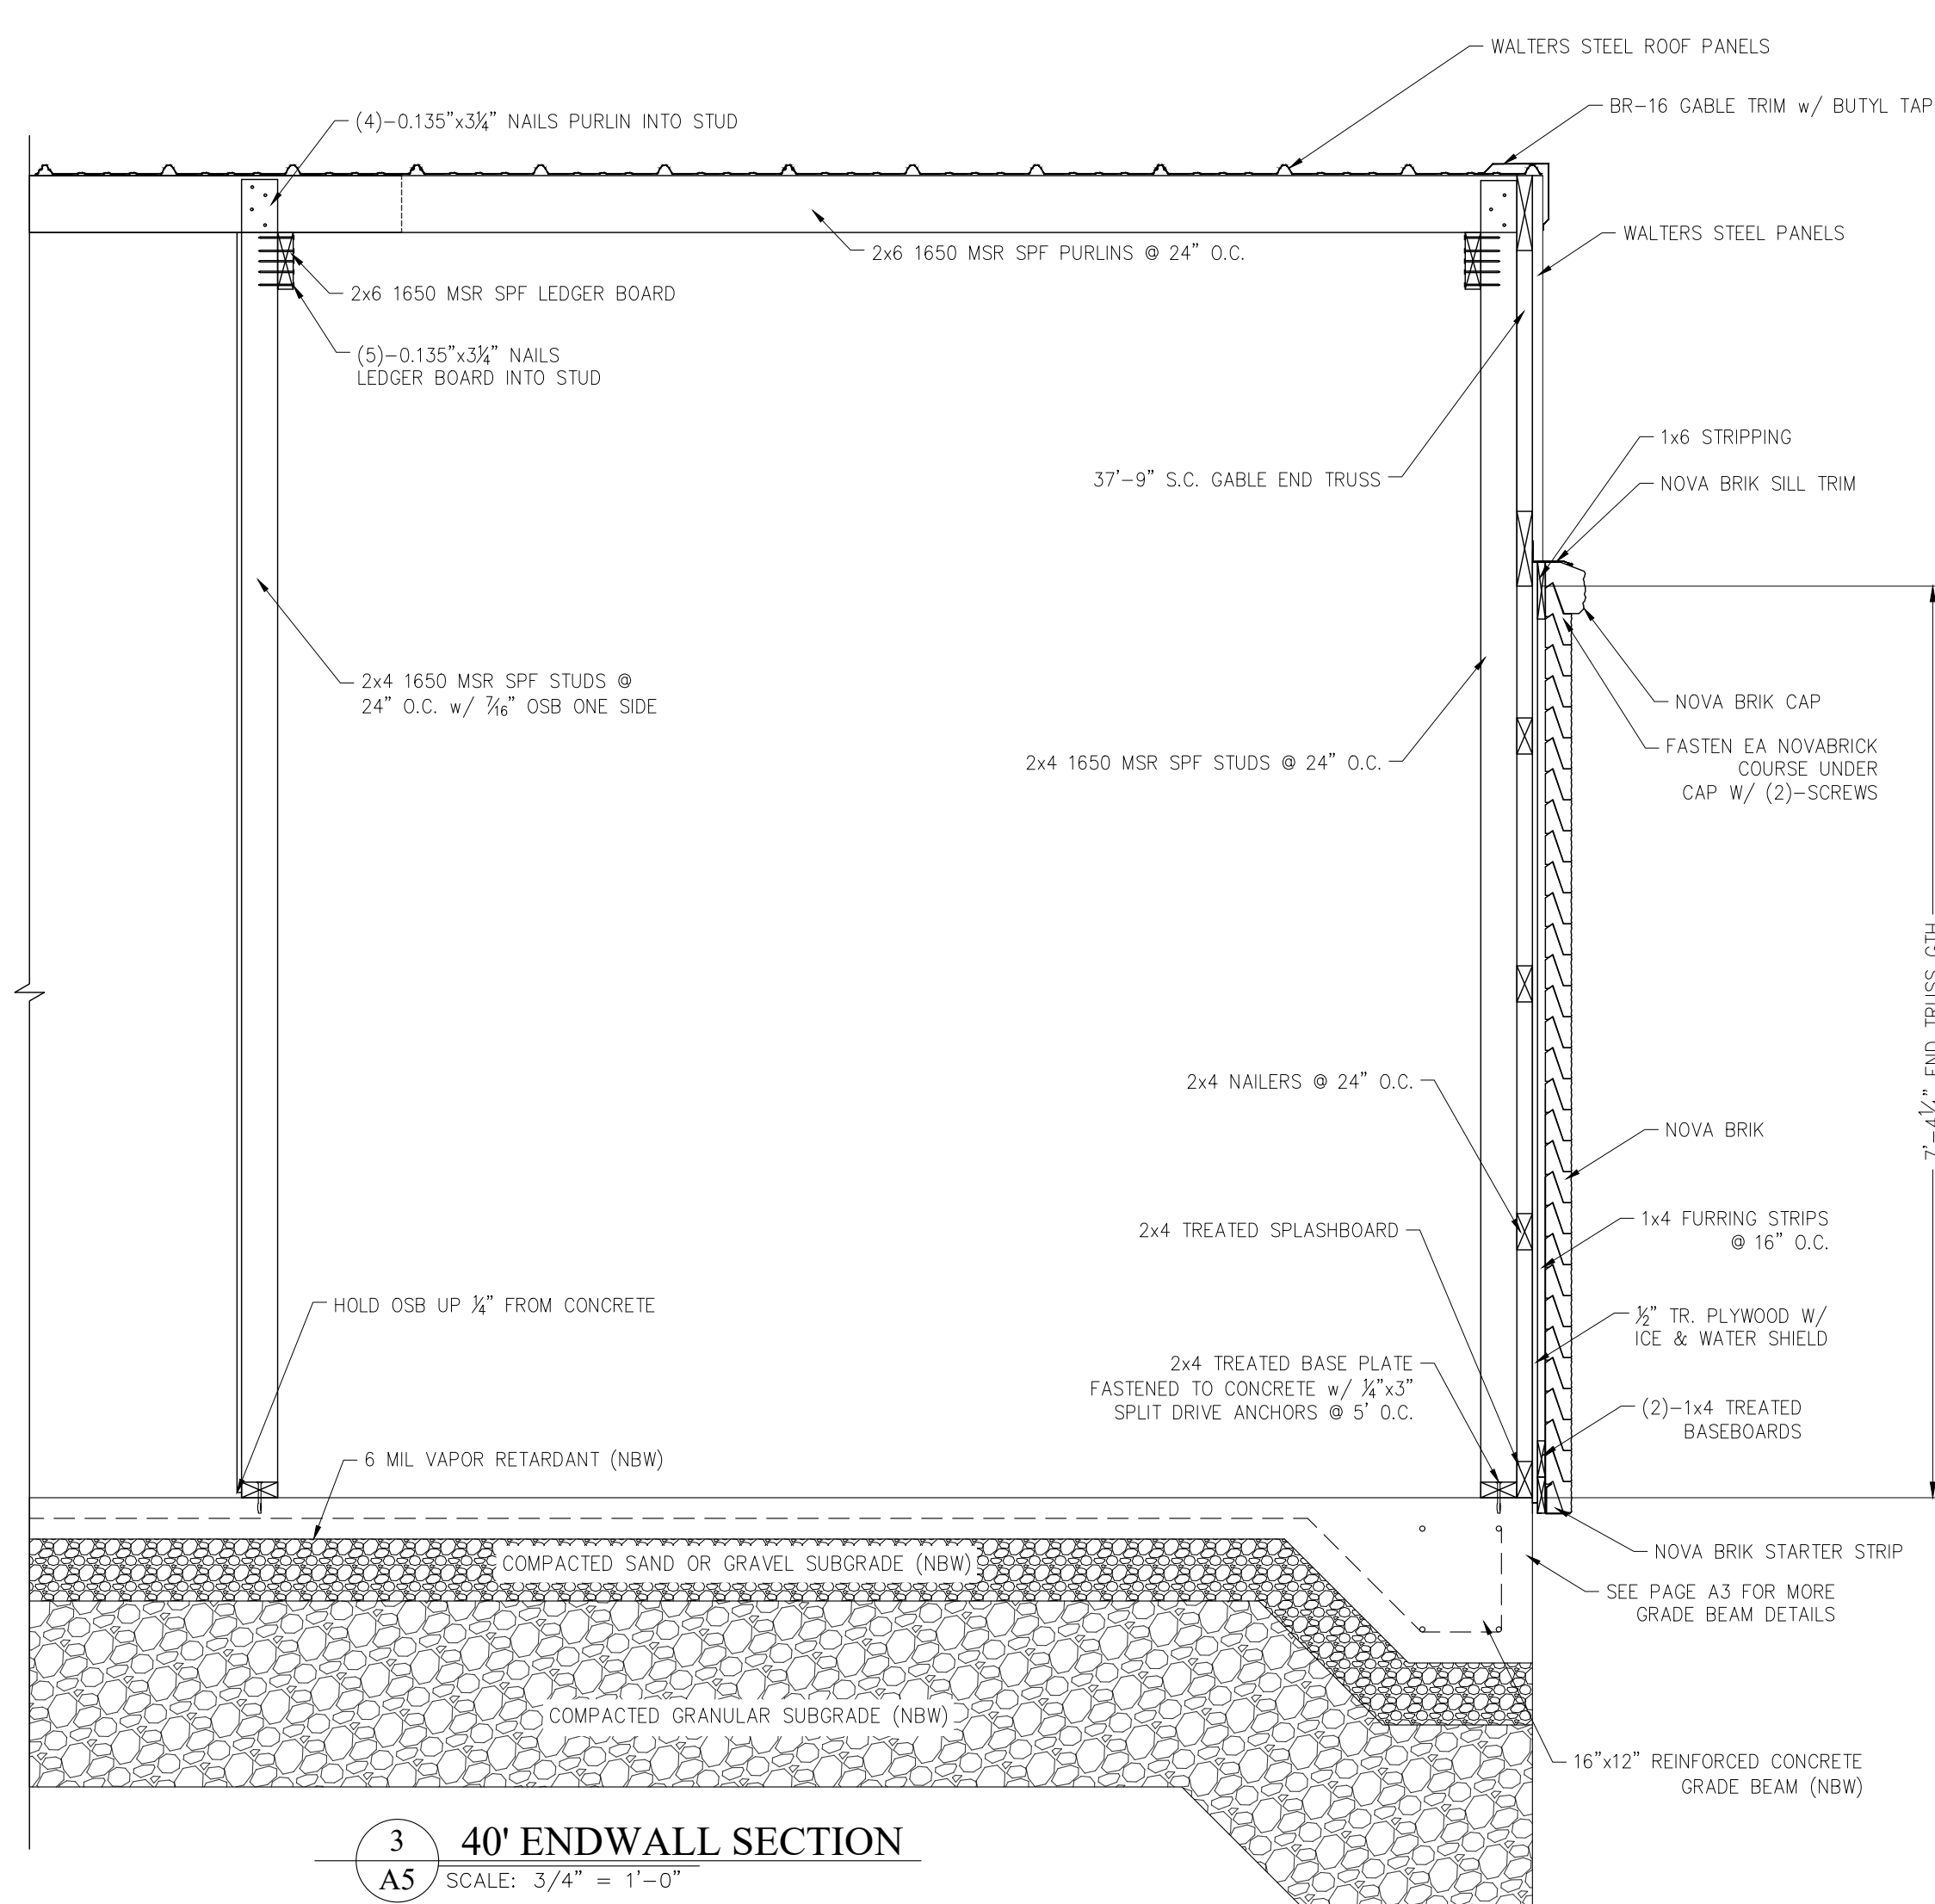 WALTERS STEEL ROOF PANELS
BR-16 GABLE TRIM w/ BUTYL TAP
(4)-0.135"x3¼" NAILS PURLIN INTO STUD
WALTERS STEEL PANELS
2x6 1650 MSR SPF PURLINS @ 24" O.C.
2x6 1650 MSR SPF LEDGER BOARD
(5)-0.135"x3¼" NAILS
LEDGER BOARD INTO STUD
1x6 STRIPPING
37'-9" S.C. GABLE END TRUSS
NOVA BRIK SILL TRIM
2x4 1650 MSR SPF STUDS @
24" O.C. w/ 7⁄16" OSB ONE SIDE
NOVA BRIK CAP
FASTEN EA NOVABRICK
COURSE UNDER
CAP W/ (2)-SCREWS
2x4 1650 MSR SPF STUDS @ 24" O.C.
7'-4¼" END TRUSS GTH
2x4 NAILERS @ 24" O.C.
NOVA BRIK
2x4 TREATED SPLASHBOARD
1x4 FURRING STRIPS
@ 16" O.C.
HOLD OSB UP ¼" FROM CONCRETE
½" TR. PLYWOOD W/
ICE & WATER SHIELD
2x4 TREATED BASE PLATE
FASTENED TO CONCRETE w/ ¼"x3"
SPLIT DRIVE ANCHORS @ 5' O.C.
(2)-1x4 TREATED
BASEBOARDS
6 MIL VAPOR RETARDANT (NBW)
COMPACTED SAND OR GRAVEL SUBGRADE (NBW)
NOVA BRIK STARTER STRIP
SEE PAGE A3 FOR MORE
GRADE BEAM DETAILS
COMPACTED GRANULAR SUBGRADE (NBW)
16"x12" REINFORCED CONCRETE
GRADE BEAM (NBW)
3
A5
40' ENDWALL SECTION
SCALE: 3/4" = 1'-0"